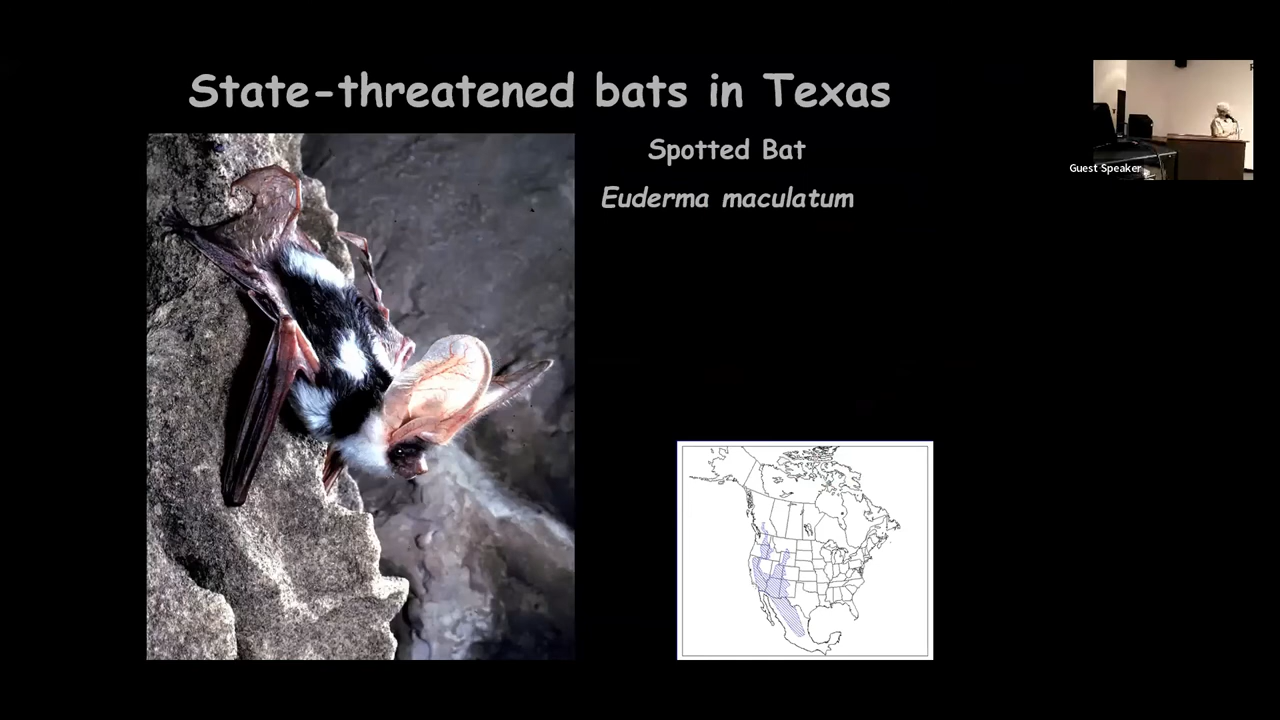 State-threatened bats in Texas
Spotted Bat
Euderma maculatum
Guest Speaker